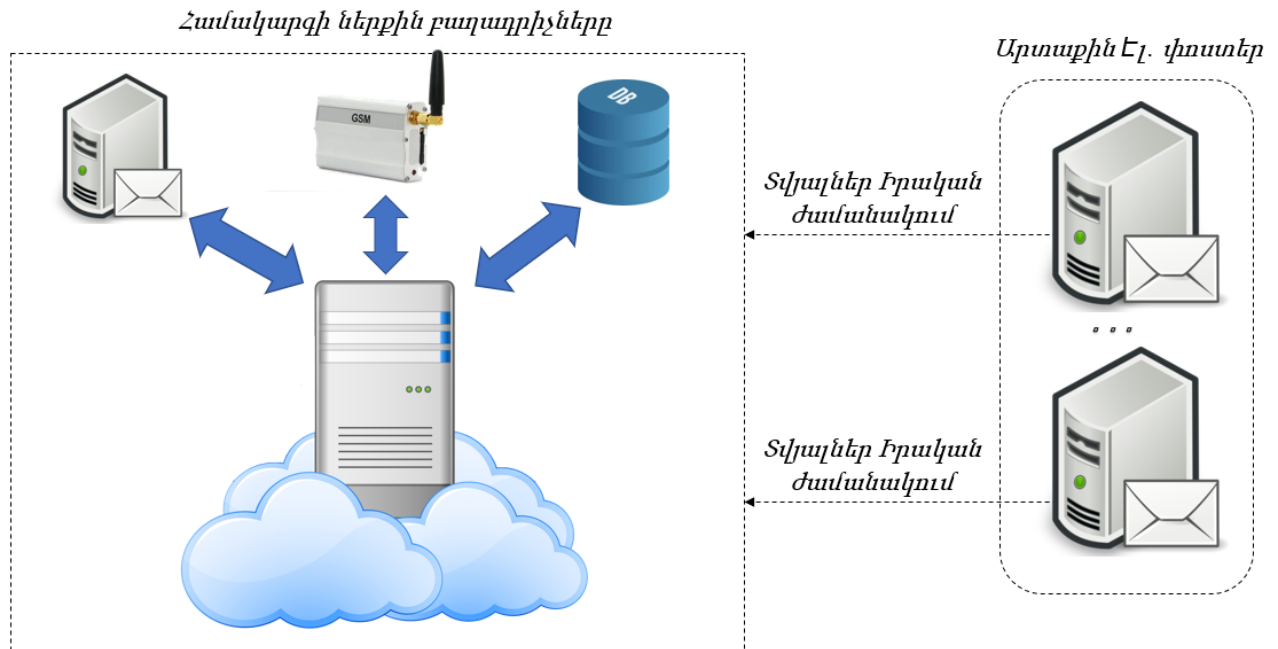 Համակարգի ներքին բաղադրիչները
Արտաքին Էլ. փոստեր
GSM
DB
Տվյալներ Իրական
ժամանակում
. . .
Տվյալներ Իրական
ժամանակում